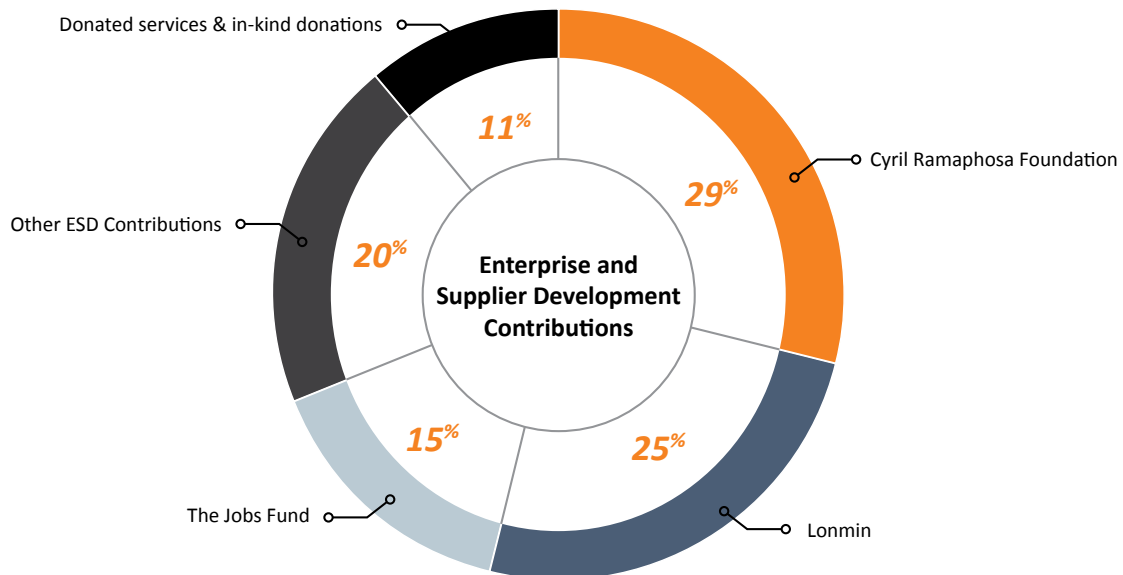 Donated services & in-kind donations
11%
Cyril Ramaphosa Foundation
29%
Other ESD Contributions
20%
Enterprise and
Supplier Development
Contributions
15%
25%
The Jobs Fund
Lonmin